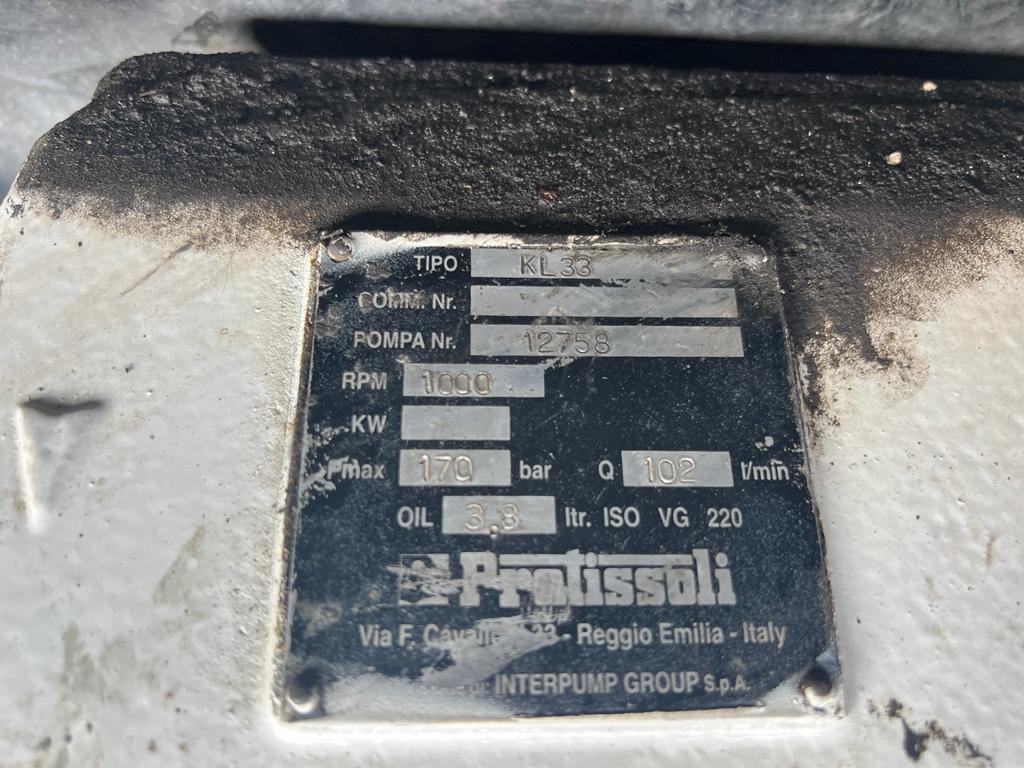 TIPO KL33
COMM. Nr.
POMPA Nr. 12758
RPM 1000
KW
Pmax 170 bar Q 102 l/min
OIL 3.8 ltr. ISO VG 220
Pratissoli
Via F. - Reggio Emilia - Italy
INTERPUMP GROUP S.p.A.